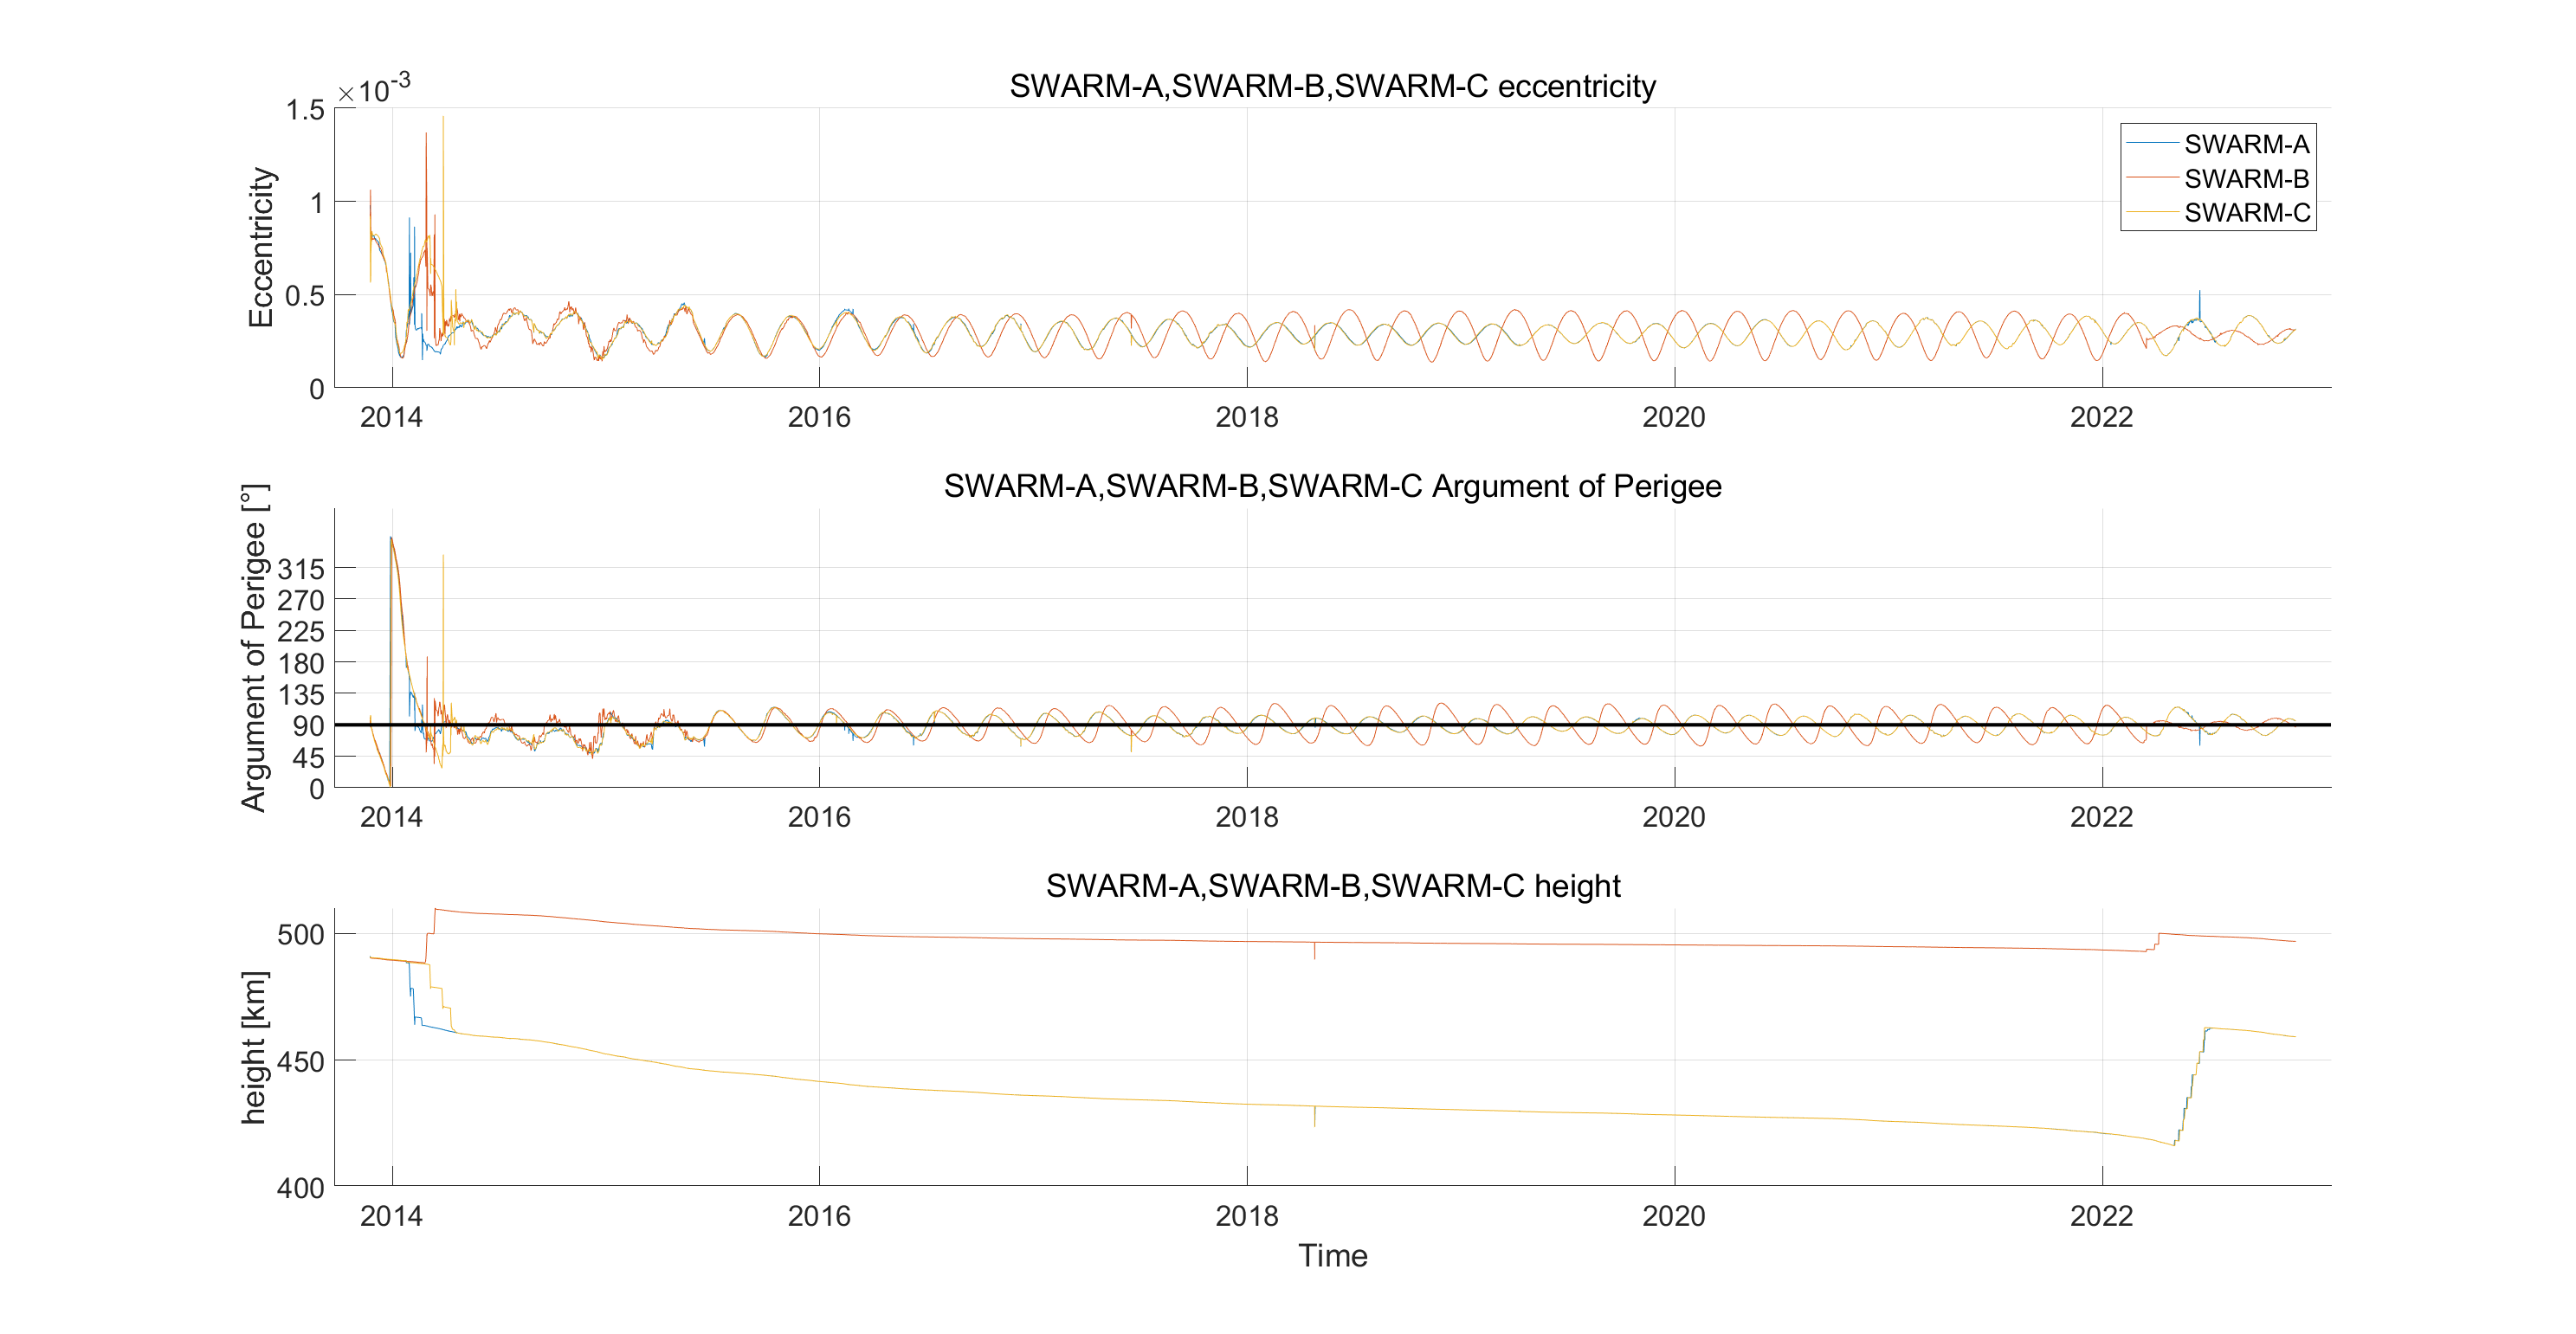 SWARM-A,SWARM-B,SWARM-C eccentricity
×10-3
1.5
1
0.5
0
Eccentricity
SWARM-A
SWARM-B
SWARM-C
2014 2016 2018 2020 2022
SWARM-A,SWARM-B,SWARM-C Argument of Perigee
Argument of Perigee [°]
315
270
225
180
135
90
45
0
2014 2016 2018 2020 2022
SWARM-A,SWARM-B,SWARM-C height
height [km]
500
450
400
2014 2016 2018 2020 2022
Time